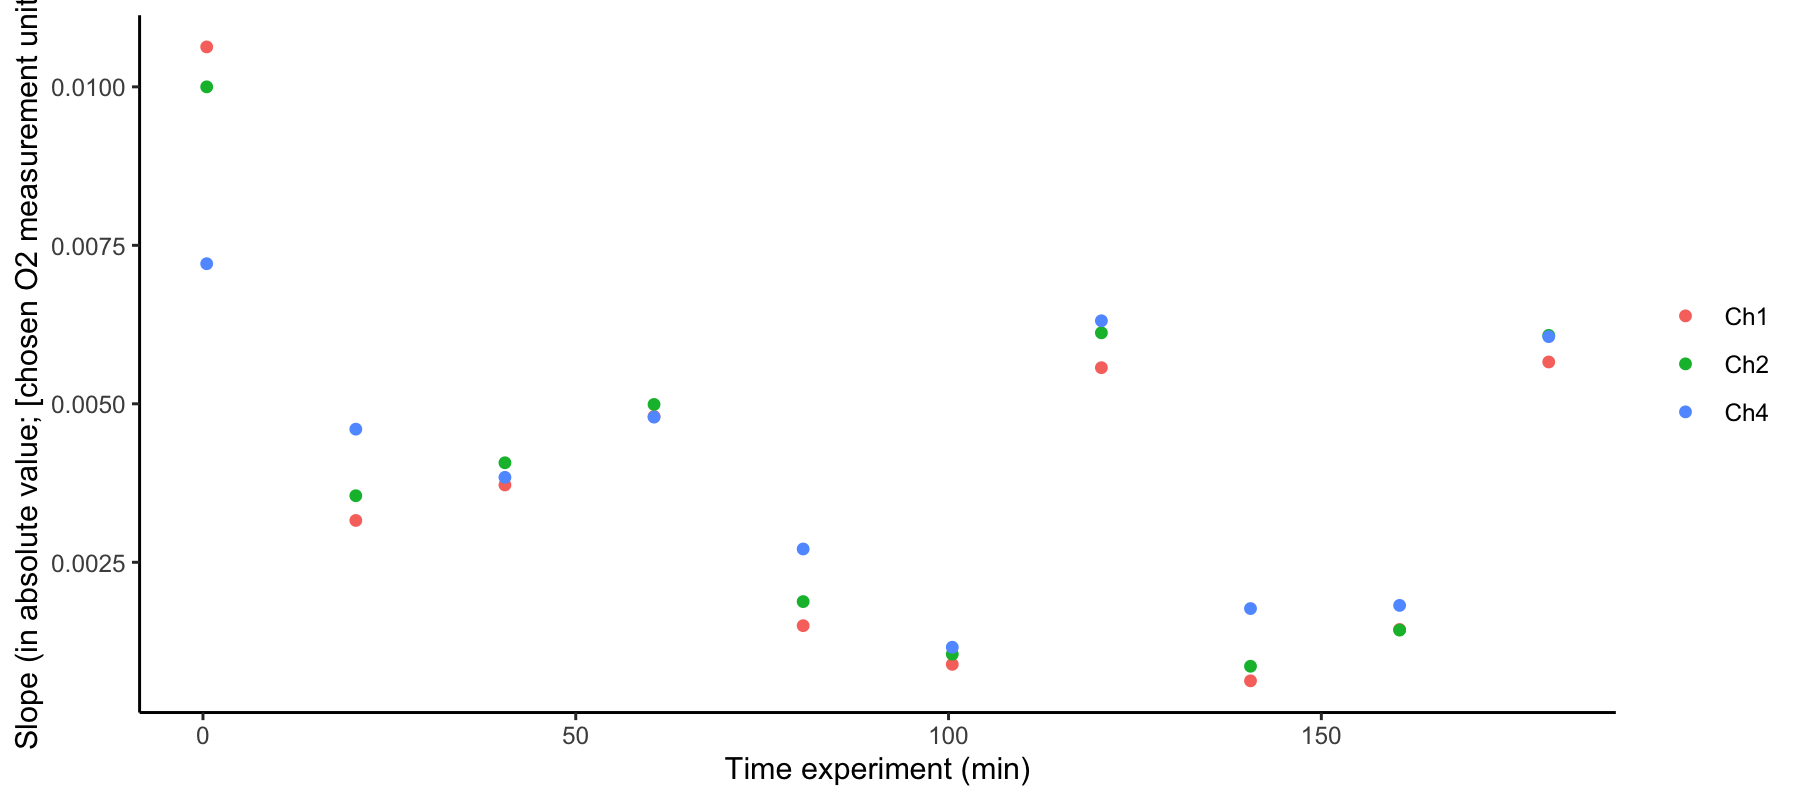 Slope (in absolute value; [chosen O2 measurement unit
0.0100
0.0075
0.0050
0.0025
0
50
100
150
Time experiment (min)
Ch1
Ch2
Ch4